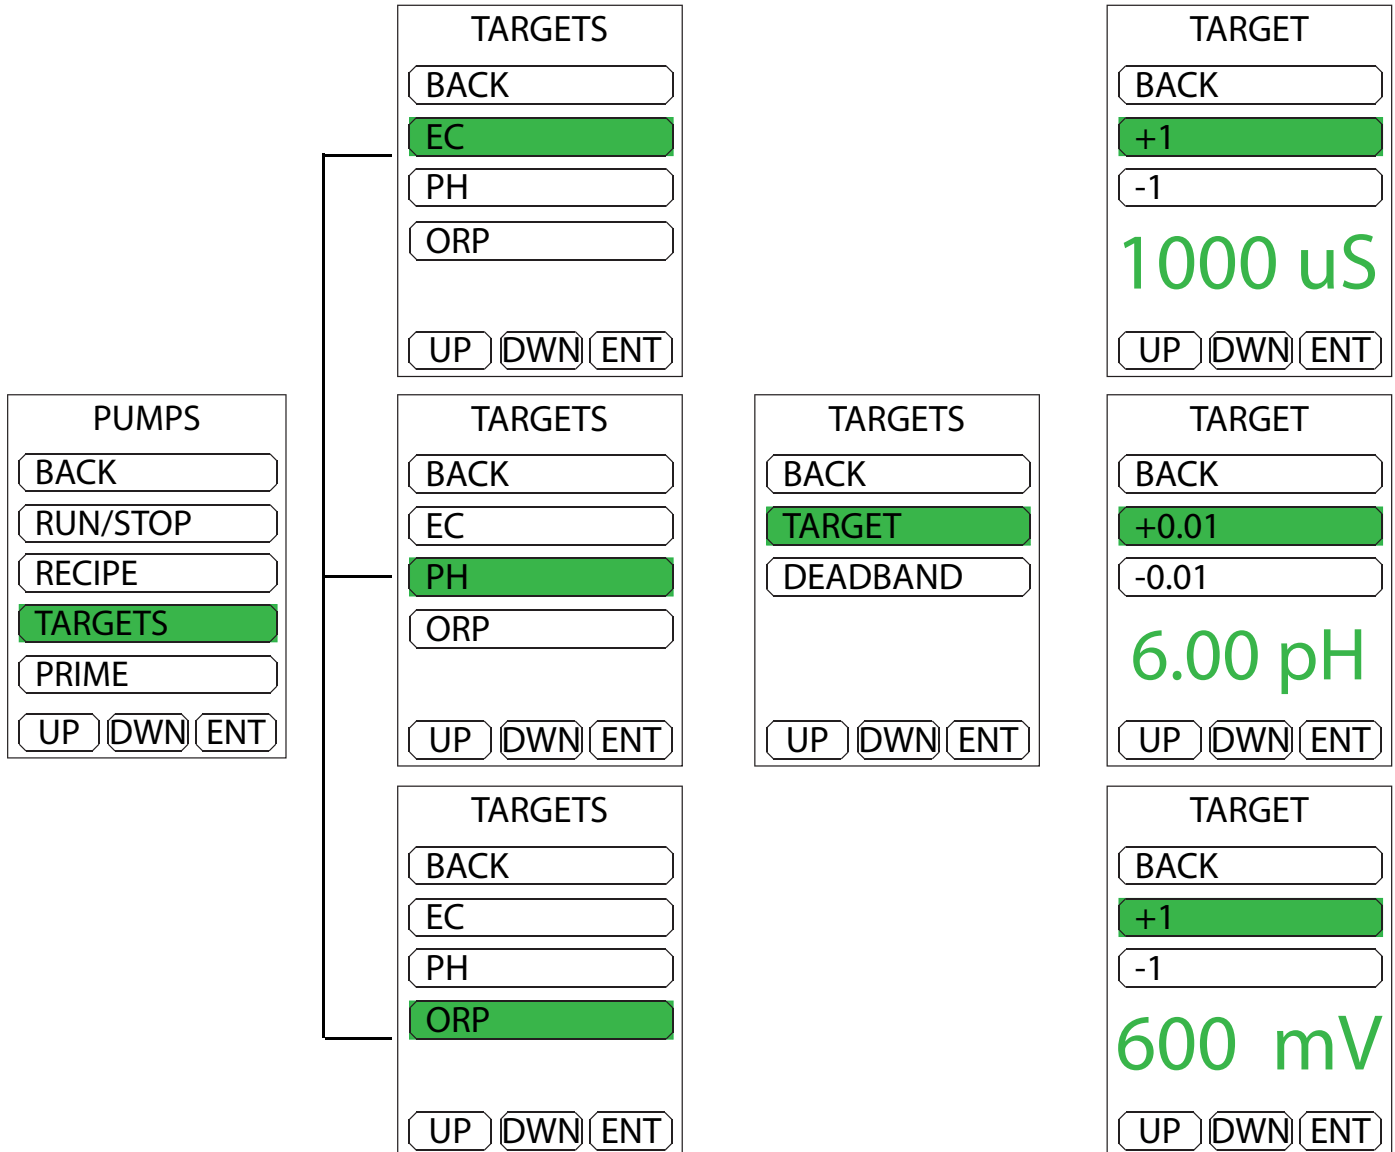 PUMPS
BACK
RUN/STOP
RECIPE
TARGETS
PRIME
UP DWN ENT
TARGETS
BACK
EC
PH
ORP
UP DWN ENT
TARGETS
BACK
EC
PH
ORP
UP DWN ENT
TARGETS
BACK
EC
PH
ORP
UP DWN ENT
TARGETS
BACK
TARGET
DEADBAND
UP DWN ENT
TARGET
BACK
+1
-1
1000 uS
UP DWN ENT
TARGET
BACK
+0.01
-0.01
6.00 pH
UP DWN ENT
TARGET
BACK
+1
-1
600 mV
UP DWN ENT